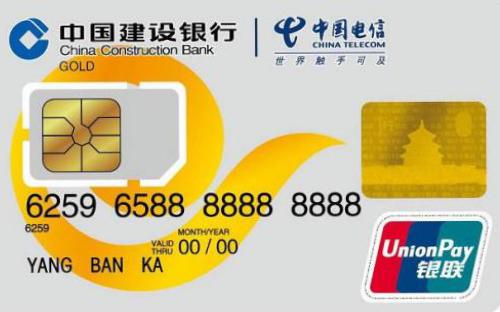 中国建设银行
China Construction Bank
GOLD
中国电信
CHINA TELECOM
世界触手可及
6259 6588 8888 8888
6259
MONTH/YEAR
VALID THRU 00/00
YANG BAN KA
UnionPay
银联